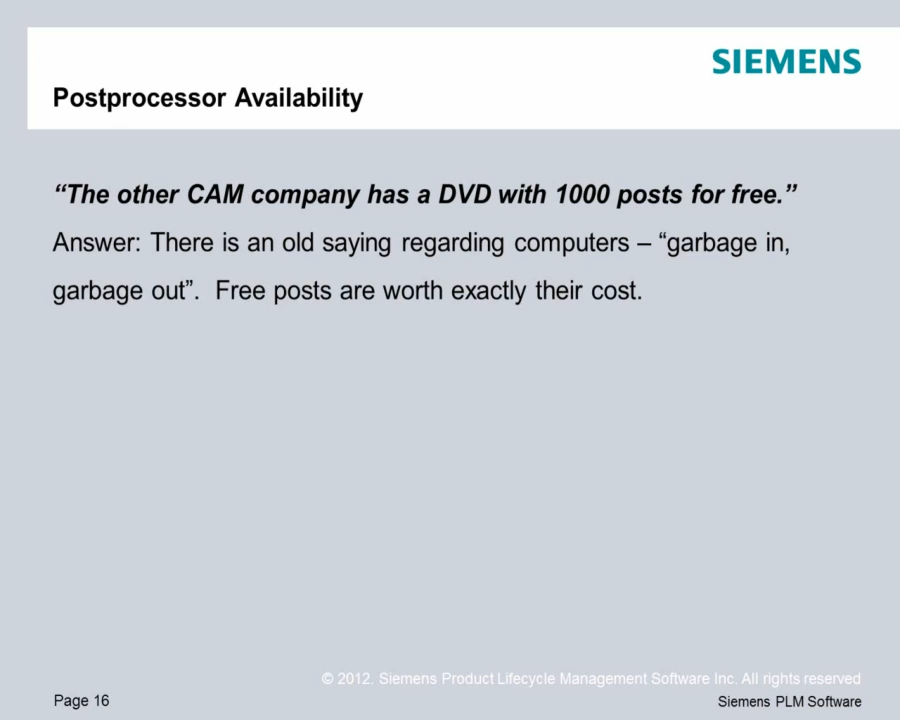 SIEMENS
Postprocessor Availability
“The other CAM company has a DVD with 1000 posts for free.”
Answer: There is an old saying regarding computers – “garbage in,
garbage out”.  Free posts are worth exactly their cost.
© 2012. Siemens Product Lifecycle Management Software Inc. All rights reserved
Page 16
Siemens PLM Software